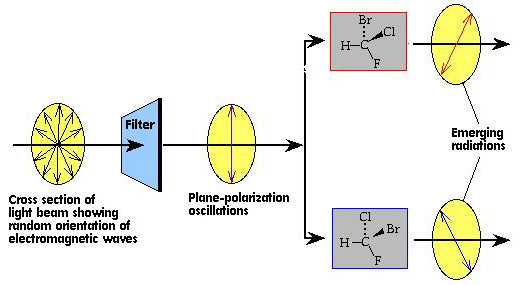 Br
Cl
H
C
F
Filter
Emerging
radiations
Cross section of
light beam showing
random orientation of
electromagnetic waves
Plane-polarization
oscillations
Cl
Br
H
C
F